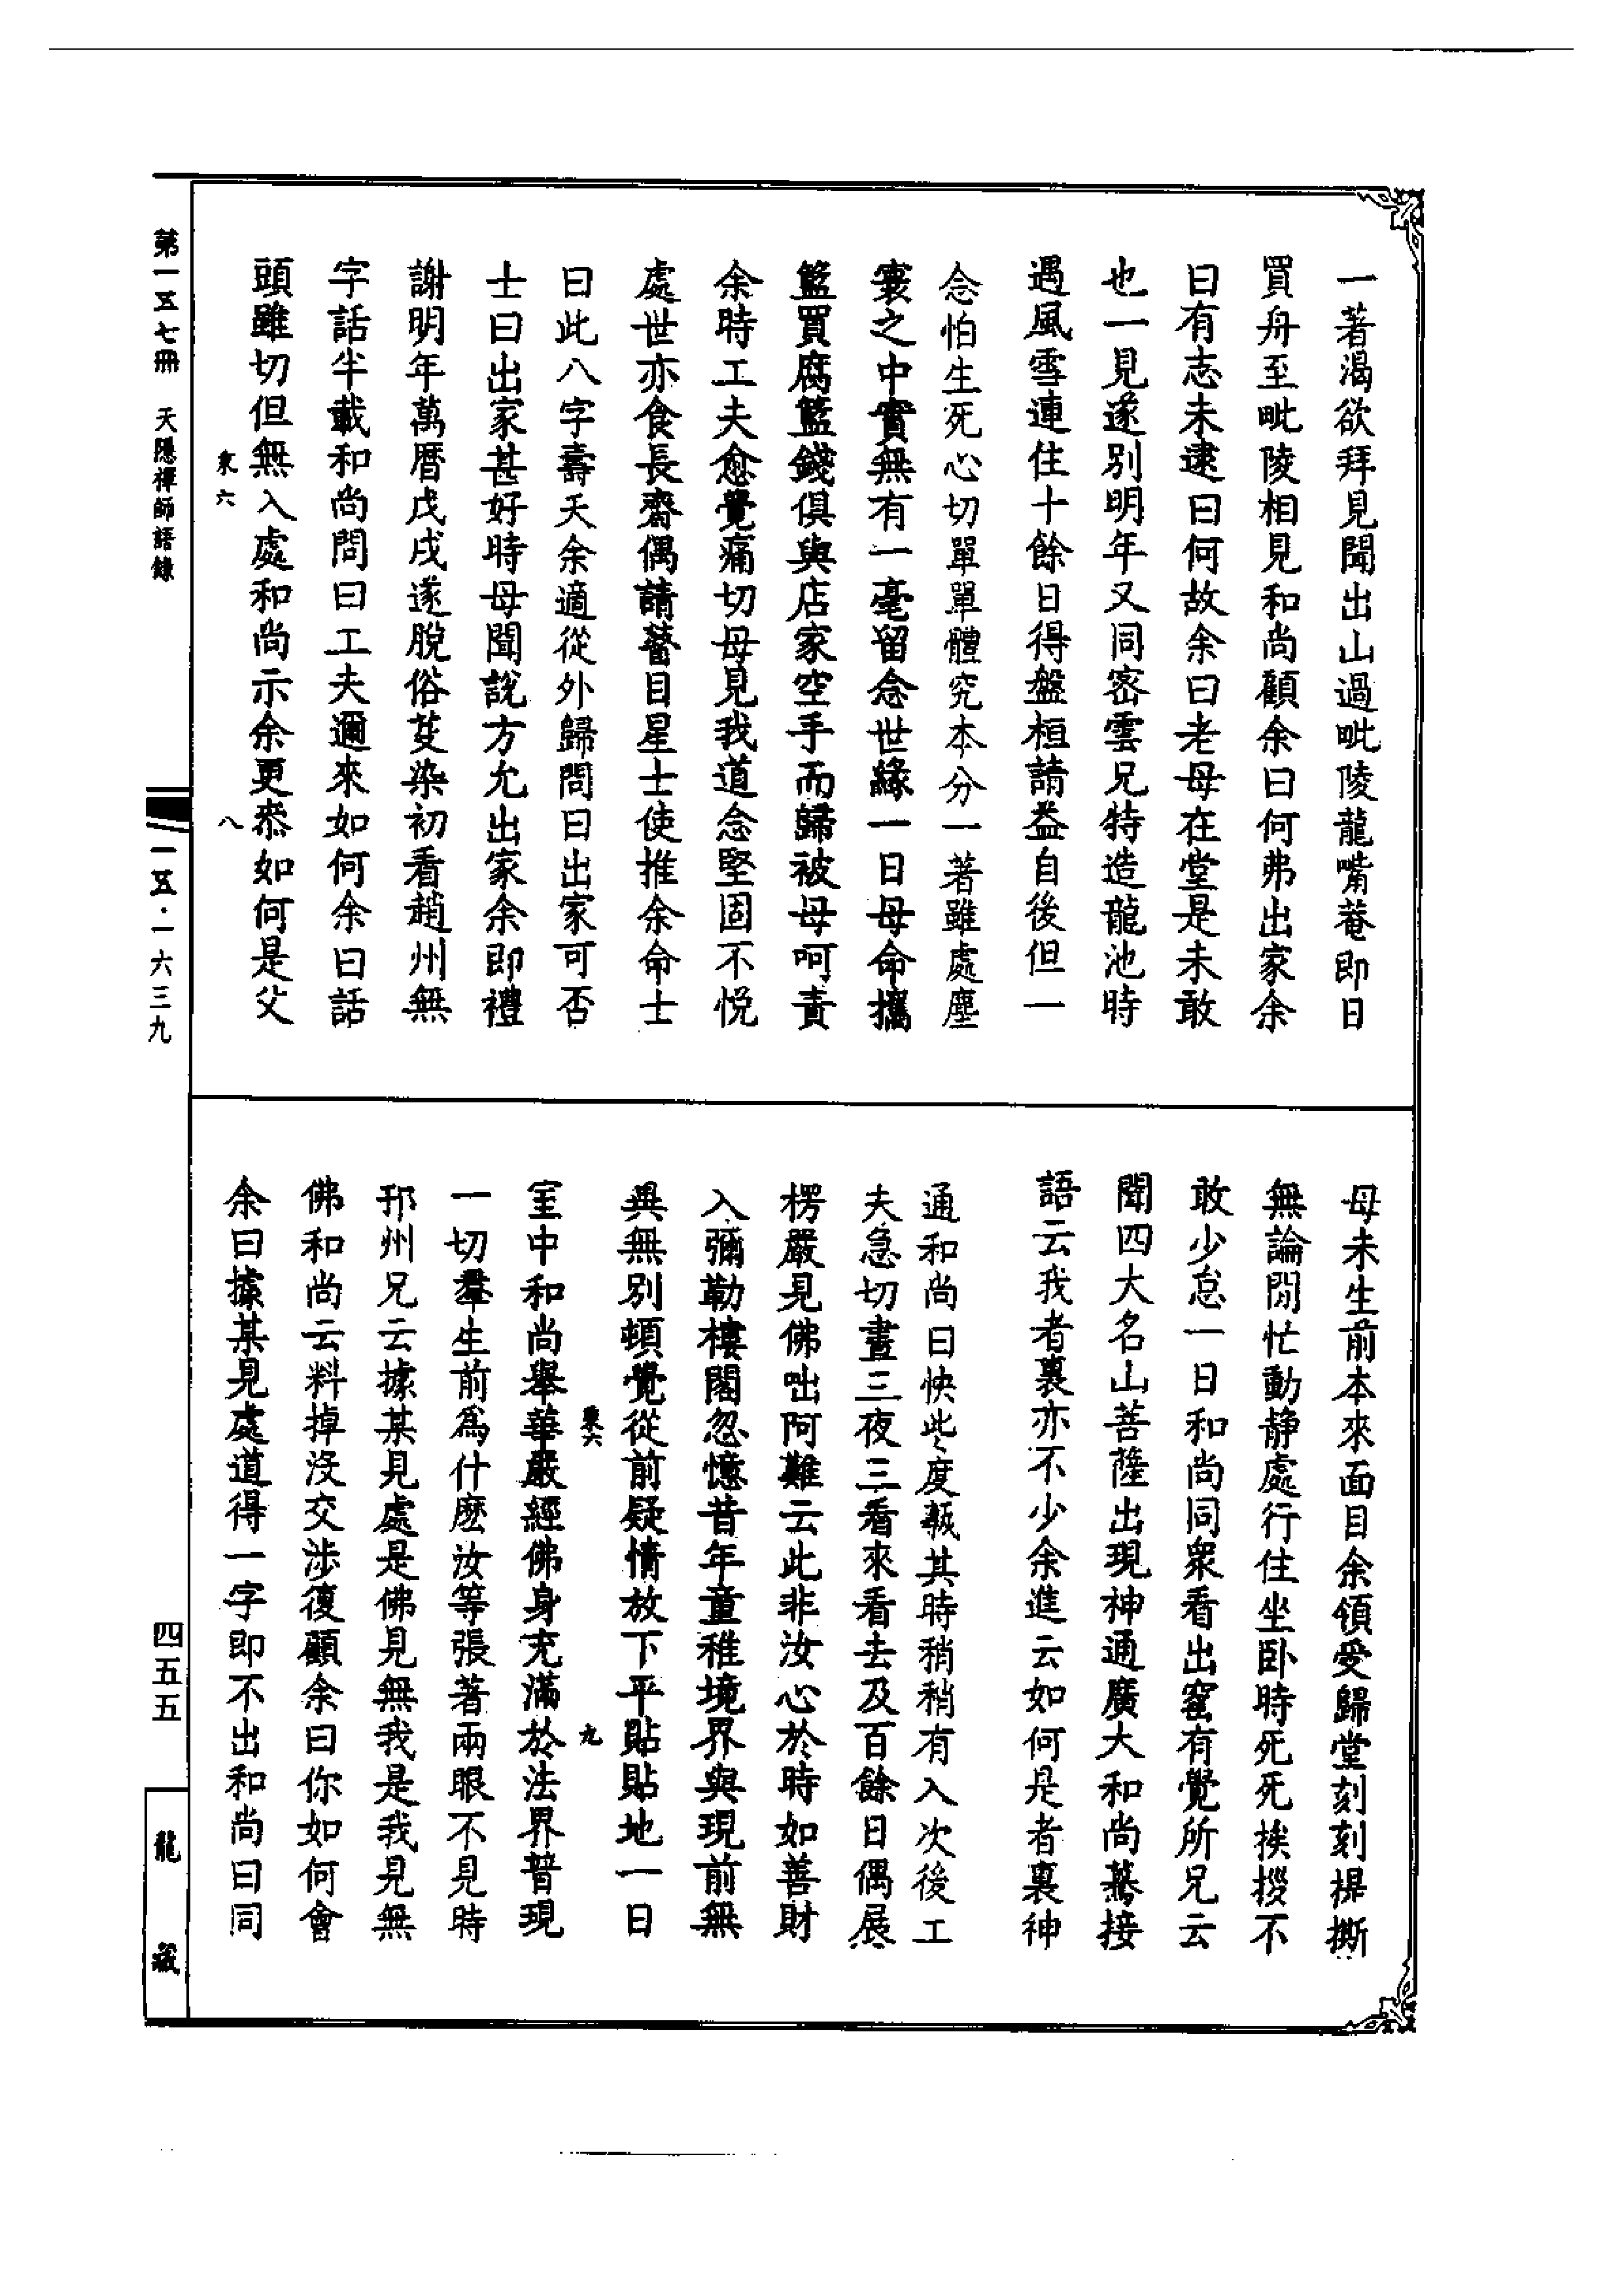 一著渴欲拜見聞出山過毗陵龍嘴菴即日
買舟至毗陵相見和尚顧余曰何弗出家余
曰有志未逮曰何故余曰老母在堂是未敢
也一見遂別明年又同密雲兄特造龍池時
遇風雪連住十餘日得盤桓請益自後但一
念怕生死心切單單體究本分一著雖處塵
寰之中實無有一毫留念世緣一日母命攜
籃買腐籃錢俱與店家空手而歸被母呵責
余時工夫愈覺痛切母見我道念堅固不悅
處世亦食長齋偶請瞽目星士使推余命士
曰此八字壽夭余適從外歸問曰出家可否
士曰出家甚好時母聞說方允出家余即禮
謝明年萬曆戊戌遂脫俗芟染初看趙州無
字話半載和尚問曰工夫邇來如何余曰話
頭雖切但無入處和尚示余更叅如何是父
母未生前本來面目余領受歸堂刻刻提撕
無論閒忙動靜處行住坐臥時死死挨拶不
敢少怠一日和尚同眾看出窰有覺所兄云
聞四大名山菩薩出現神通廣大和尚驀接
語云我者裏亦不少余進云如何是者裏神
通和尚曰快些度瓶其時稍稍有入次後工
夫急切晝三夜三看來看去及百餘日偶展
楞嚴見佛咄阿難云此非汝心於時如善財
入彌勒樓閣忽憶昔年童稚境界與現前無
異無別頓覺從前疑情放下平貼貼地一日
室中和尚舉華嚴經佛身充滿於法界普現
一切羣生前爲什麽汝等張著兩眼不見時
邘州兄云據某見處是佛見無我是我見無
佛和尚云料掉沒交涉復顧余曰你如何會
余曰據某見處道得一字即不出和尚曰同
第一五七冊　天隱禪師語錄
一五·一六三九
四五五
龍藏
八
九